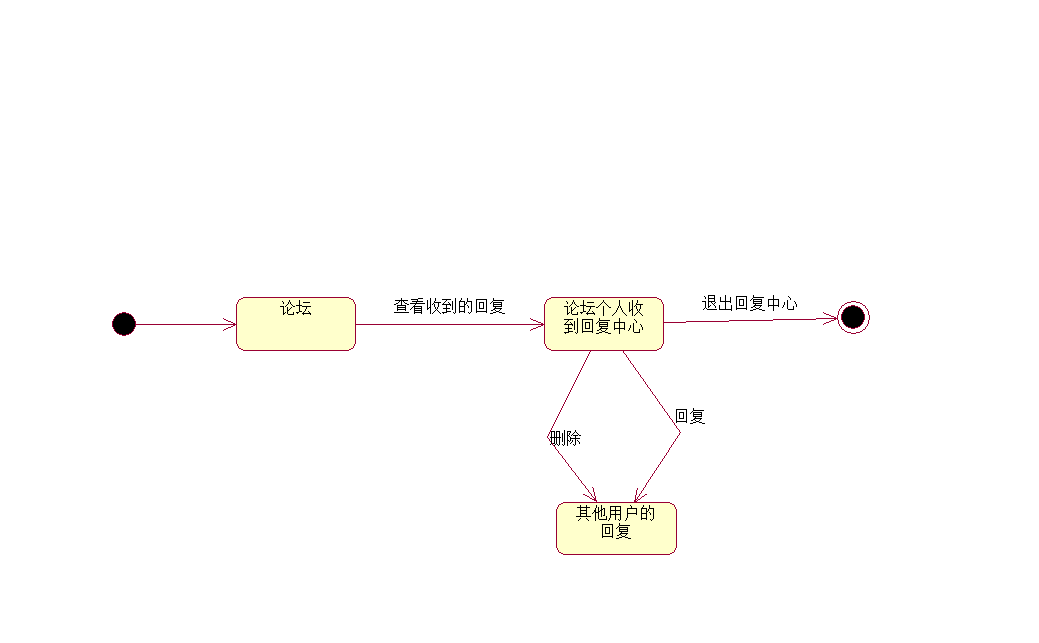 论坛
查看收到的回复
论坛个人收
到回复中心
退出回复中心
回复
删除
其他用户的
回复